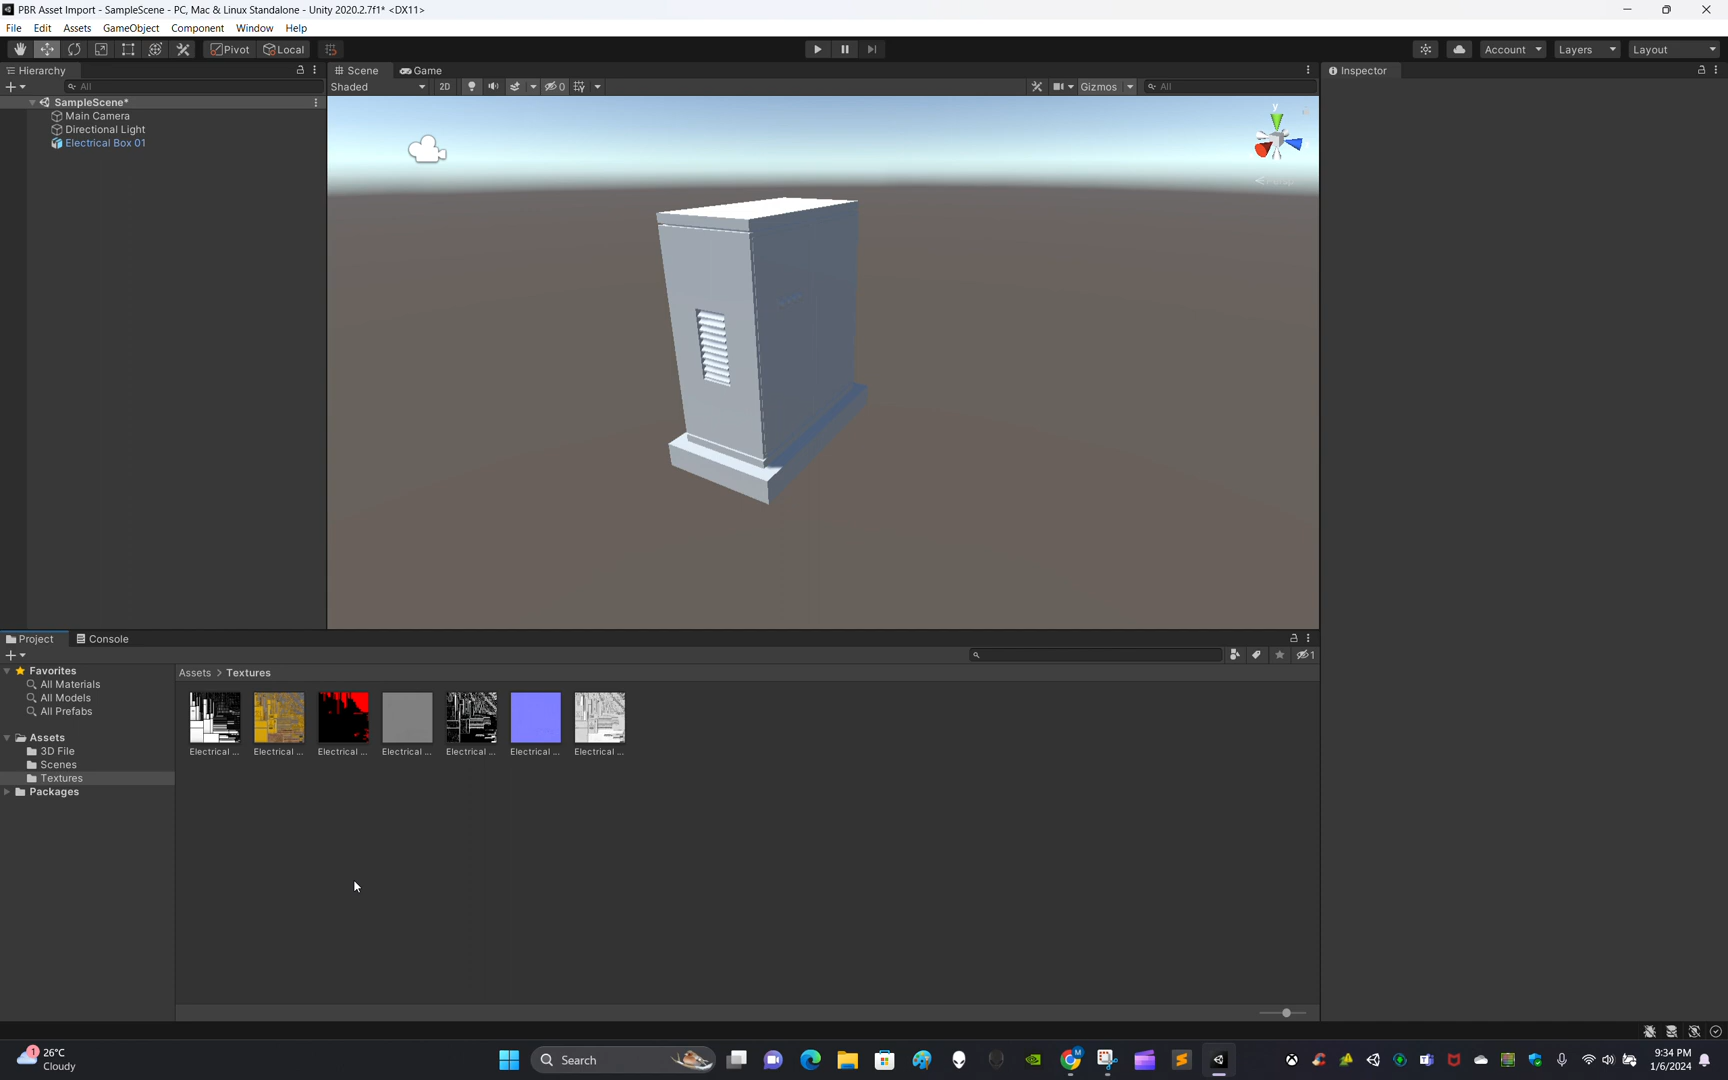 PBR Asset Import - SampleScene - PC, Mac & Linux Standalone - Unity 2020.2.7f1* <DX11>
File Edit Assets GameObject Component Window Help
Pivot Local Account Layers Layout
Hierarchy Scene Game Inspector
All Shaded 2D 0 Gizmos All
SampleScene*
Main Camera
Directional Light
Electrical Box 01
y
Project Console
1
Favorites
All Materials
All Models
All Prefabs
Assets
3D File
Scenes
Textures
Packages
Assets > Textures
Electrical ... Electrical ... Electrical ... Electrical ... Electrical ... Electrical ... Electrical ...
1
26°C
Cloudy
Search
9:34 PM
1/6/2024